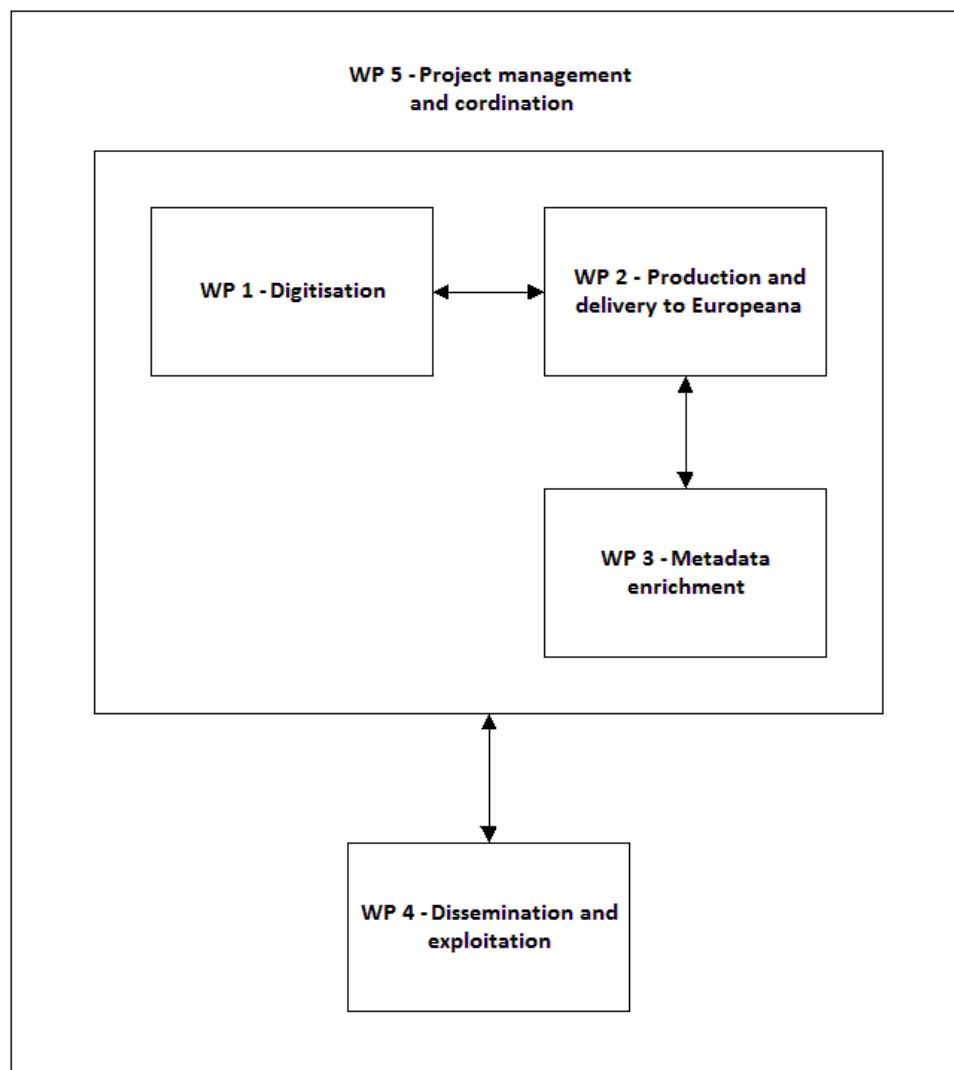 WP 5 - Project management
and cordination
WP 1 - Digitisation
WP 2 - Production and
delivery to Europeana
WP 3 - Metadata
enrichment
WP 4 - Dissemination and
exploitation